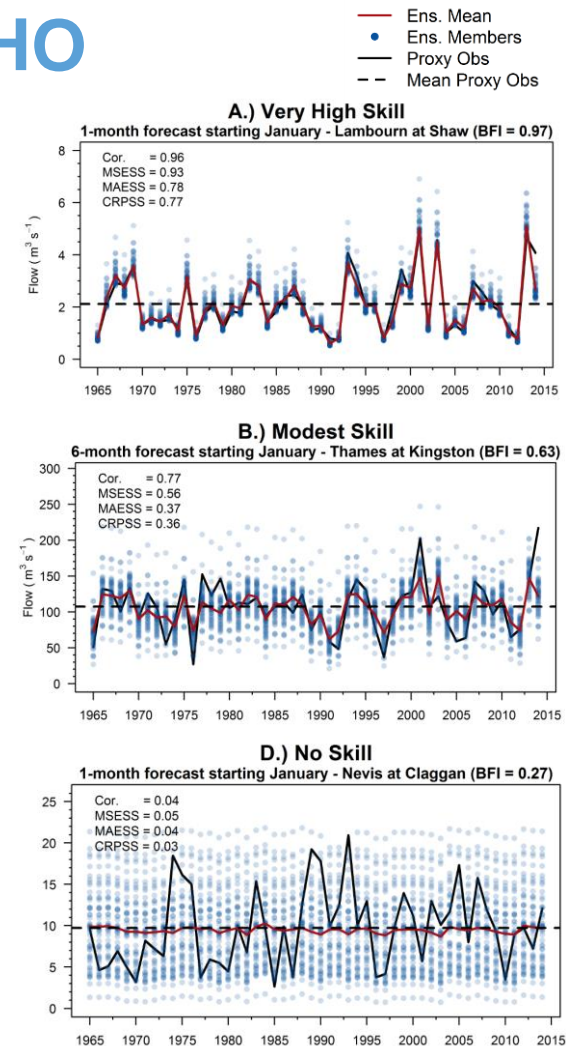 HO
Ens. Mean
Ens. Members
Proxy Obs
Mean Proxy Obs
A.) Very High Skill
1-month forecast starting January - Lambourn at Shaw (BFI = 0.97)
Cor. = 0.96
MSESS = 0.93
MAESS = 0.78
CRPSS = 0.77
Flow ( m³ s⁻¹ )
8
6
4
2
0
1965 1970 1975 1980 1985 1990 1995 2000 2005 2010 2015
B.) Modest Skill
6-month forecast starting January - Thames at Kingston (BFI = 0.63)
Cor. = 0.77
MSESS = 0.56
MAESS = 0.37
CRPSS = 0.36
Flow ( m³ s⁻¹ )
300
250
200
150
100
50
0
1965 1970 1975 1980 1985 1990 1995 2000 2005 2010 2015
D.) No Skill
1-month forecast starting January - Nevis at Claggan (BFI = 0.27)
Cor. = 0.04
MSESS = 0.05
MAESS = 0.04
CRPSS = 0.03
25
20
15
10
5
0
1965 1970 1975 1980 1985 1990 1995 2000 2005 2010 2015